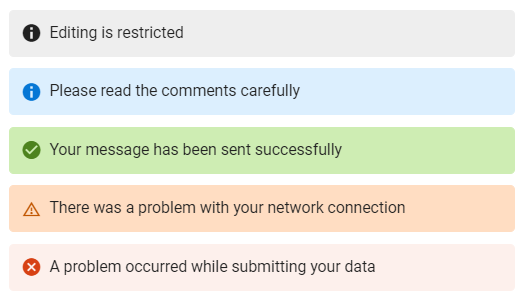 Editing is restricted
Please read the comments carefully
Your message has been sent successfully
There was a problem with your network connection
A problem occurred while submitting your data